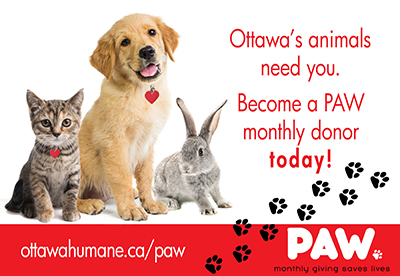 Ottawa's animals
need you.
Become a PAW
monthly donor
today!
ottawahumane.ca/paw
PAW
monthly giving saves lives